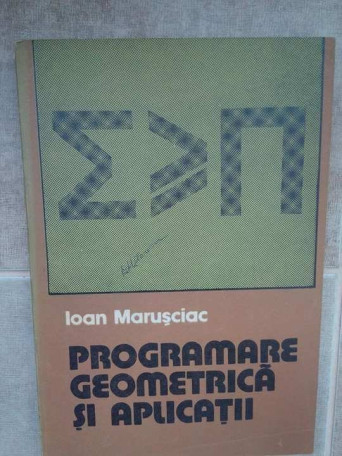 Σ≥Π
Ioan Marușciac
PROGRAMARE
GEOMETRICĂ
ȘI APLICAȚII